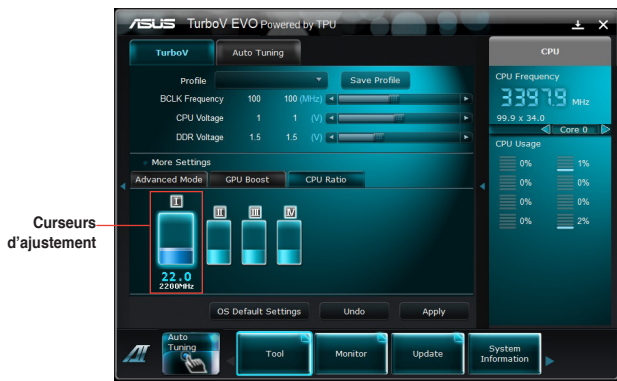 ASUS TurboV EVO Powered by TPU
TurboV Auto Tuning
Profile Save Profile
BCLK Frequency 100 100 (MHz)
CPU Voltage 1 1 (V)
DDR Voltage 1.5 1.5 (V)
More Settings
Advanced Mode GPU Boost CPU Ratio
I II III IV
22.0
2200MHz
Curseurs
d'ajustement
OS Default Settings Undo Apply
CPU
CPU Frequency
3397.9 MHz
99.9 x 34.0
Core 0
CPU Usage
0% 1%
0% 0%
0% 0%
0% 2%
AI
Auto
Tuning
Tool Monitor Update System
Information